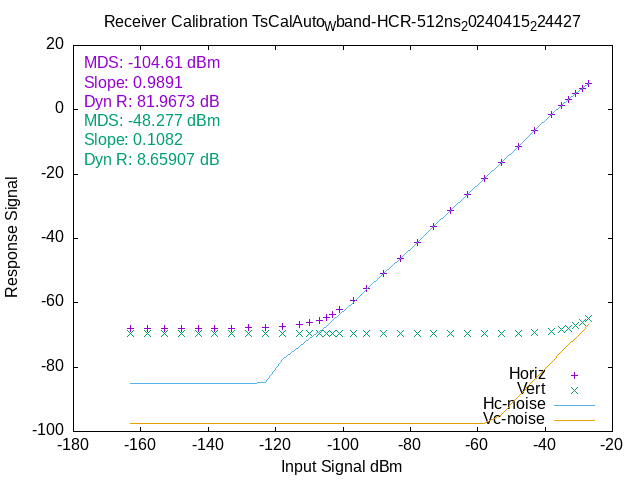 Receiver Calibration TsCalAutoWband-HCR-512ns20240415224427
MDS: -104.61 dBm
Slope: 0.9891
Dyn R: 81.9673 dB
MDS: -48.277 dBm
Slope: 0.1082
Dyn R: 8.65907 dB
20
0
-20
-40
-60
-80
-100
Response Signal
Horiz
Vert
Hc-noise
Vc-noise
-180 -160 -140 -120 -100 -80 -60 -40 -20
Input Signal dBm